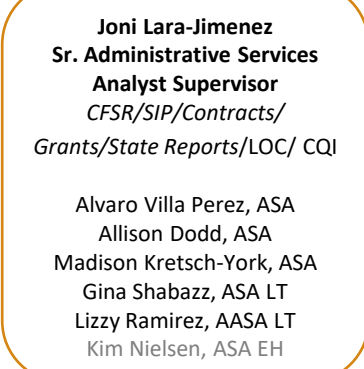 Joni Lara-Jimenez
Sr. Administrative Services
Analyst Supervisor
CFSR/SIP/Contracts/
Grants/State Reports/LOC/ CQI
Alvaro Villa Perez, ASA
Allison Dodd, ASA
Madison Kretsch-York, ASA
Gina Shabazz, ASA LT
Lizzy Ramirez, AASA LT
Kim Nielsen, ASA EH